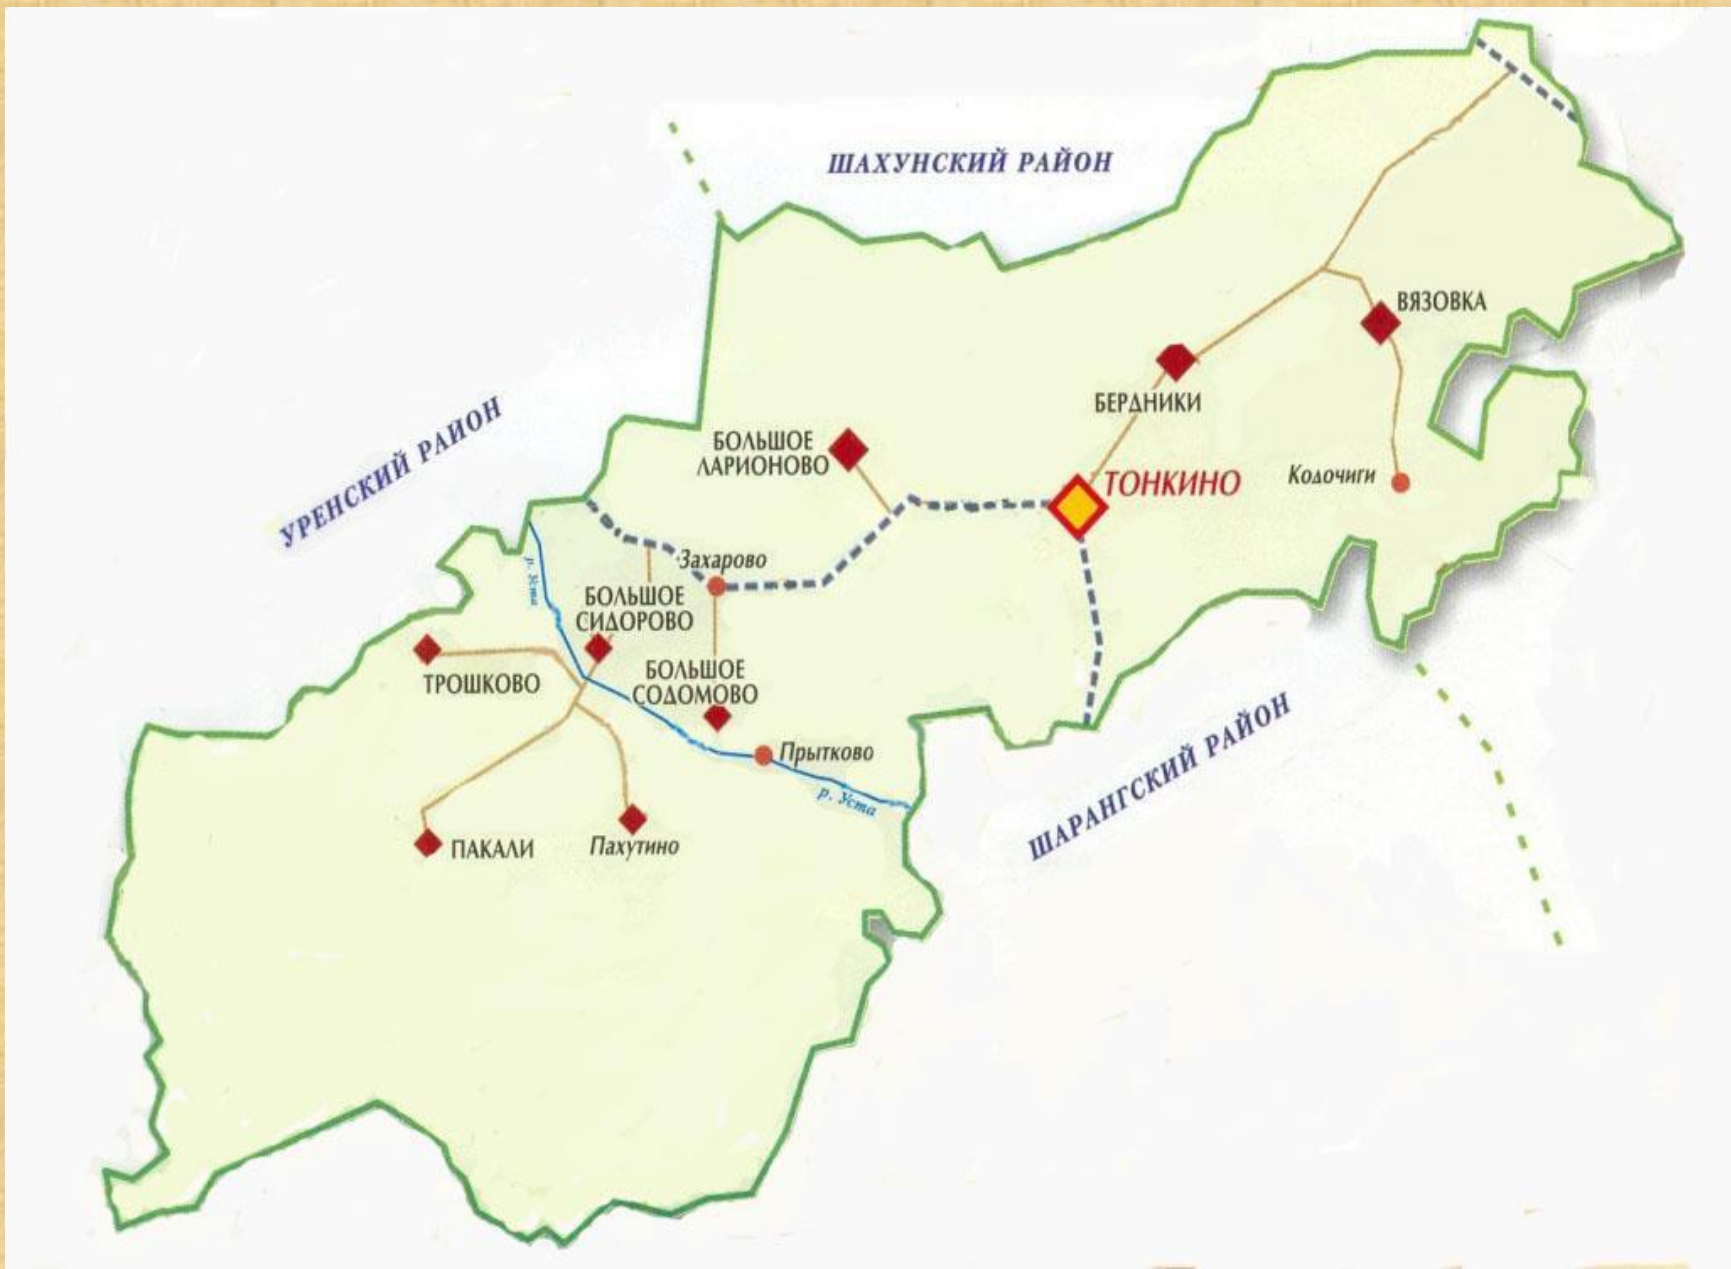 ШАХУНСКИЙ РАЙОН
ВЯЗОВКА
БЕРДНИКИ
УРЕНСКИЙ РАЙОН
БОЛЬШОЕ
ЛАРИОНОВО
ТОНКИНО
Кодочиги
р. Уста
Захарово
БОЛЬШОЕ
СИДОРОВО
БОЛЬШОЕ
СОДОМОВО
ТРОШКОВО
Прытково
р. Уста
ШАРАНГСКИЙ РАЙОН
ПАКАЛИ
Пахутино